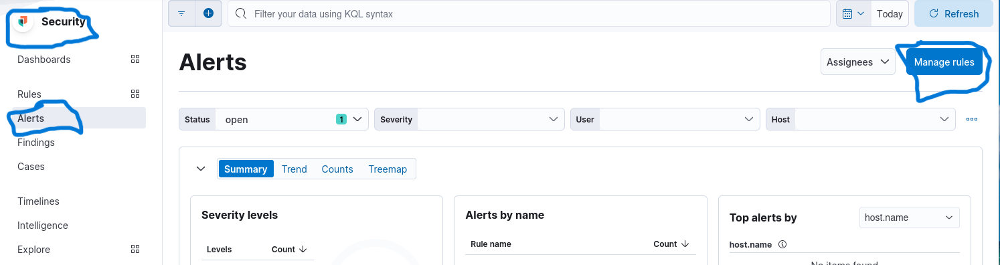 Security
Filter your data using KQL syntax
Today
Refresh
Dashboards
Rules
Alerts
Findings
Cases
Timelines
Intelligence
Explore
Alerts
Assignees
Manage rules
Status open 1
Severity
User
Host
Summary Trend Counts Treemap
Severity levels
Levels Count
Alerts by name
Rule name Count
Top alerts by host.name
host.name
No items found